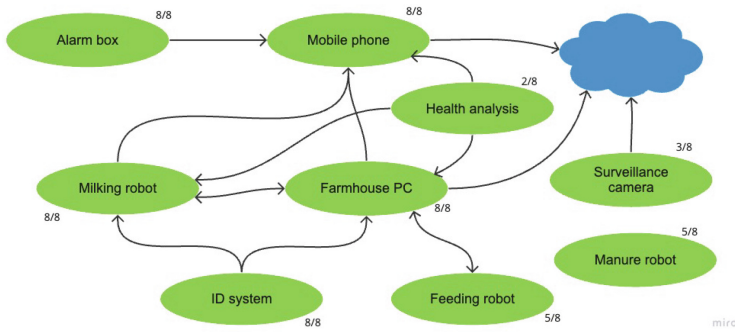 8/8
8/8
Alarm box
Mobile phone
2/8
Health analysis
3/8
Surveillance
camera
Milking robot
Farmhouse PC
8/8
8/8
5/8
Manure robot
ID system
Feeding robot
8/8
5/8
miro